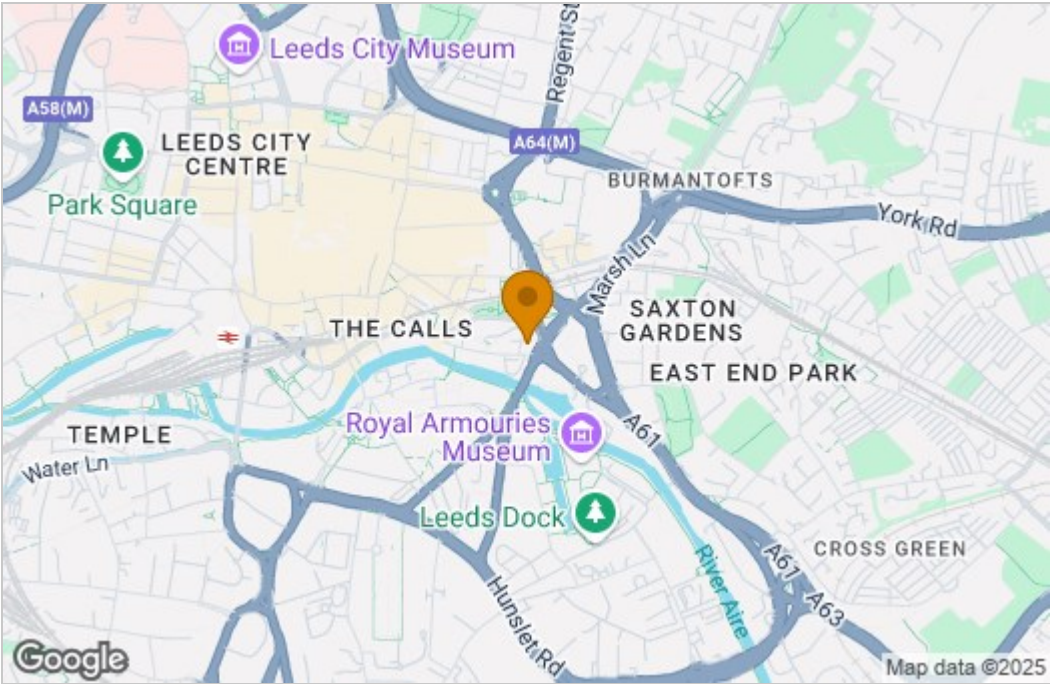 Regent St
Leeds City Museum
A58(M)
A64(M)
LEEDS CITY
CENTRE
BURMANTOFTS
Park Square
York Rd
Marsh Ln
SAXTON
GARDENS
THE CALLS
EAST END PARK
Royal Armouries
Museum
A61
TEMPLE
Water Ln
Leeds Dock
CROSS GREEN
River Aire
A61
A63
Hunslet Rd
Google
Map data ©2025